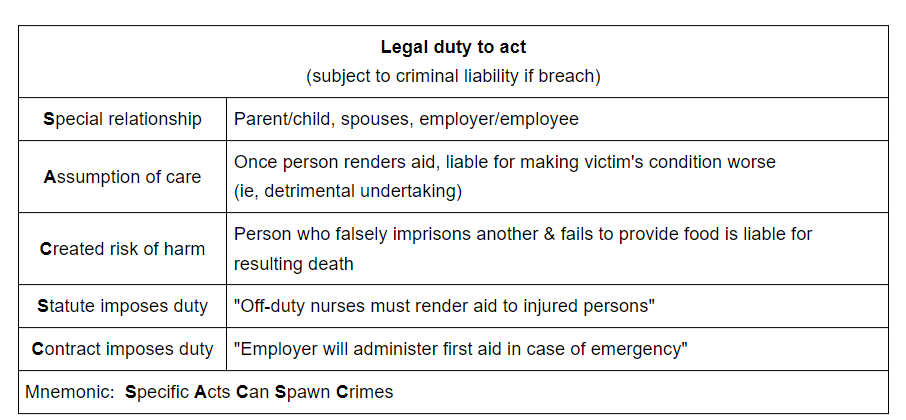 Legal duty to act
(subject to criminal liability if breach)
Special relationship
Parent/child, spouses, employer/employee
Assumption of care
Once person renders aid, liable for making victim's condition worse
(ie, detrimental undertaking)
Created risk of harm
Person who falsely imprisons another & fails to provide food is liable for
resulting death
Statute imposes duty
"Off-duty nurses must render aid to injured persons"
Contract imposes duty
"Employer will administer first aid in case of emergency"
Mnemonic: Specific Acts Can Spawn Crimes